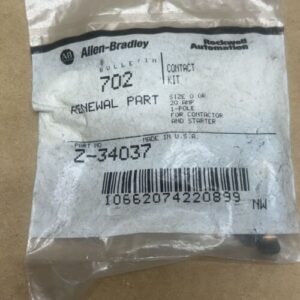 AB
Allen-Bradley
Rockwell
Automation
BULLETIN
702
CONTACT
KIT
RENEWAL PART
SIZE 0 OR
20 AMP
1-POLE
FOR CONTACTOR
AND STARTER
PART NO
MADE IN U.S.A.
Z-34037
10662074220899
NW